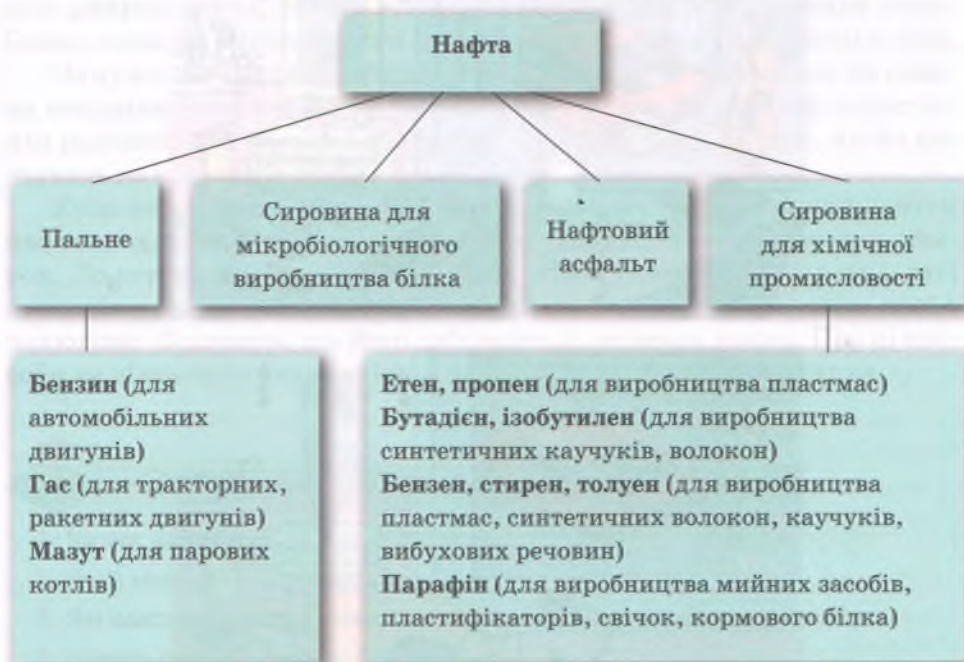 Нафта
Пальне
Сировина для
мікробіологічного
виробництва білка
Нафтовий
асфальт
Сировина
для хімічної
промисловості
Бензин (для
автомобільних
двигунів)
Гас (для тракторних,
ракетних двигунів)
Мазут (для парових
котлів)
Етен, пропен (для виробництва пластмас)
Бутадієн, ізобутилен (для виробництва
синтетичних каучуків, волокон)
Бензен, стирен, толуен (для виробництва
пластмас, синтетичних волокон, каучуків,
вибухових речовин)
Парафін (для виробництва мийних засобів,
пластифікаторів, свічок, кормового білка)